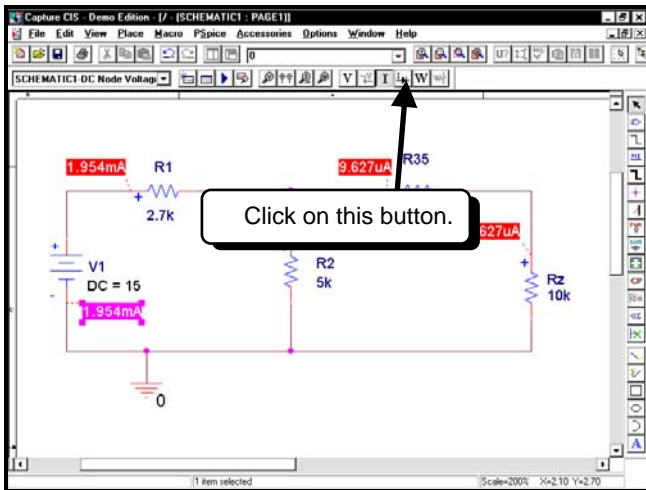 Capture CIS - Demo Edition - [/ - (SCHEMATIC1 : PAGE1)]
File Edit View Place Macro PSpice Accessories Options Window Help
0
SCHEMATIC1-DC Node Voltag
V I W
1.954mA
R1
2.7k
9.627uA
R35
Click on this button.
627uA
V1
DC = 15
1.954mA
R2
5k
Rz
10k
0
1 item selected
Scale=200% X=2.10 Y=2.70